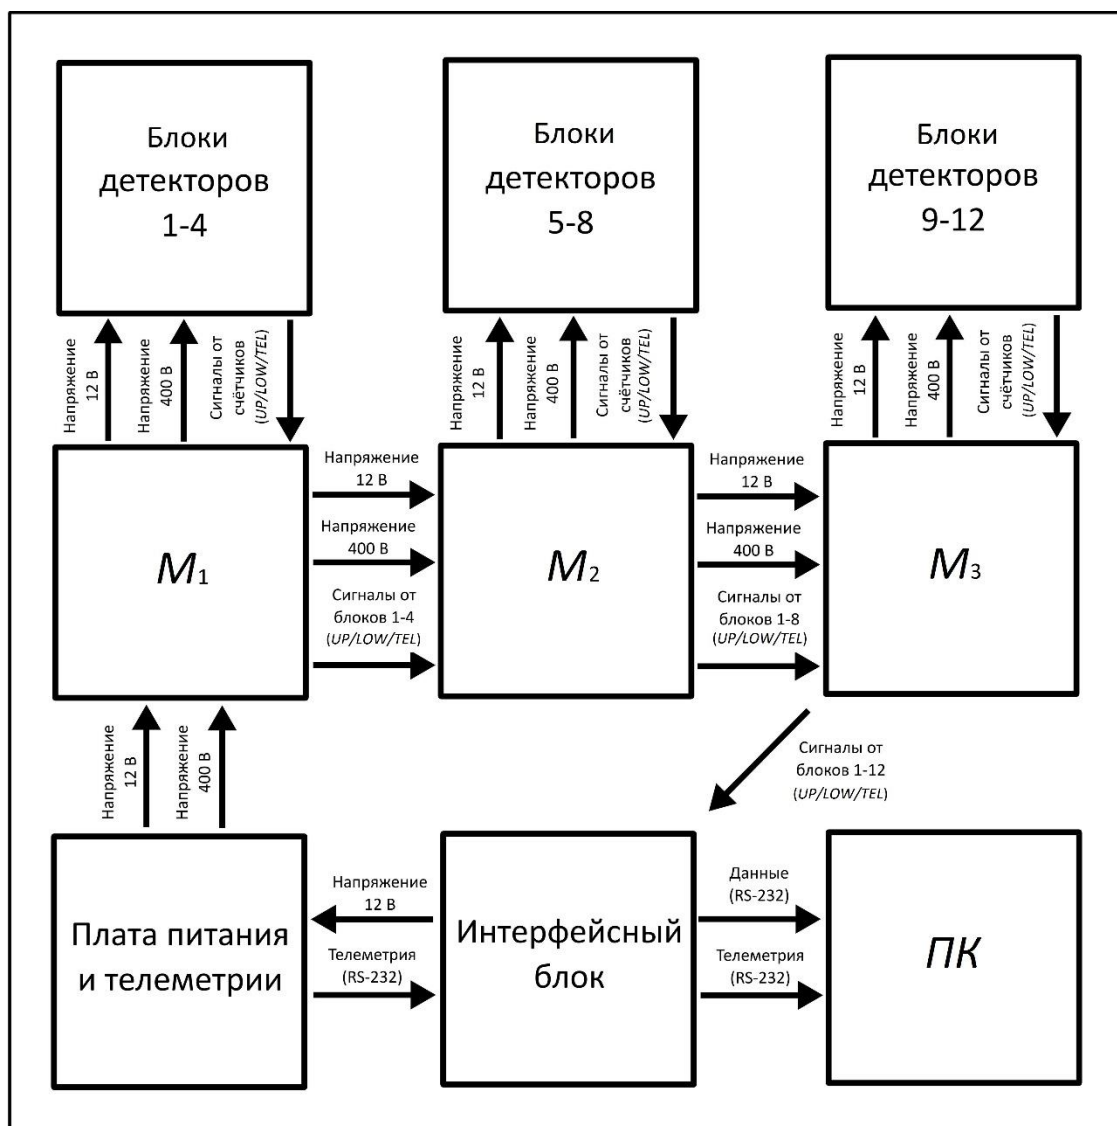 Блоки
детекторов
1-4
Блоки
детекторов
5-8
Блоки
детекторов
9-12
Напряжение
12 В
Напряжение
400 В
Сигналы от
счётчиков
(UP/LOW/TEL)
Напряжение
12 В
Напряжение
400 В
Сигналы от
счётчиков
(UP/LOW/TEL)
Напряжение
12 В
Напряжение
400 В
Сигналы от
счётчиков
(UP/LOW/TEL)
M1
Напряжение
12 В
Напряжение
400 В
Сигналы от
блоков 1-4
(UP/LOW/TEL)
M2
Напряжение
12 В
Напряжение
400 В
Сигналы от
блоков 1-8
(UP/LOW/TEL)
M3
Напряжение
12 В
Напряжение
400 В
Сигналы от
блоков 1-12
(UP/LOW/TEL)
Плата питания
и телеметрии
Напряжение
12 В
Телеметрия
(RS-232)
Интерфейсный
блок
Данные
(RS-232)
Телеметрия
(RS-232)
ПК